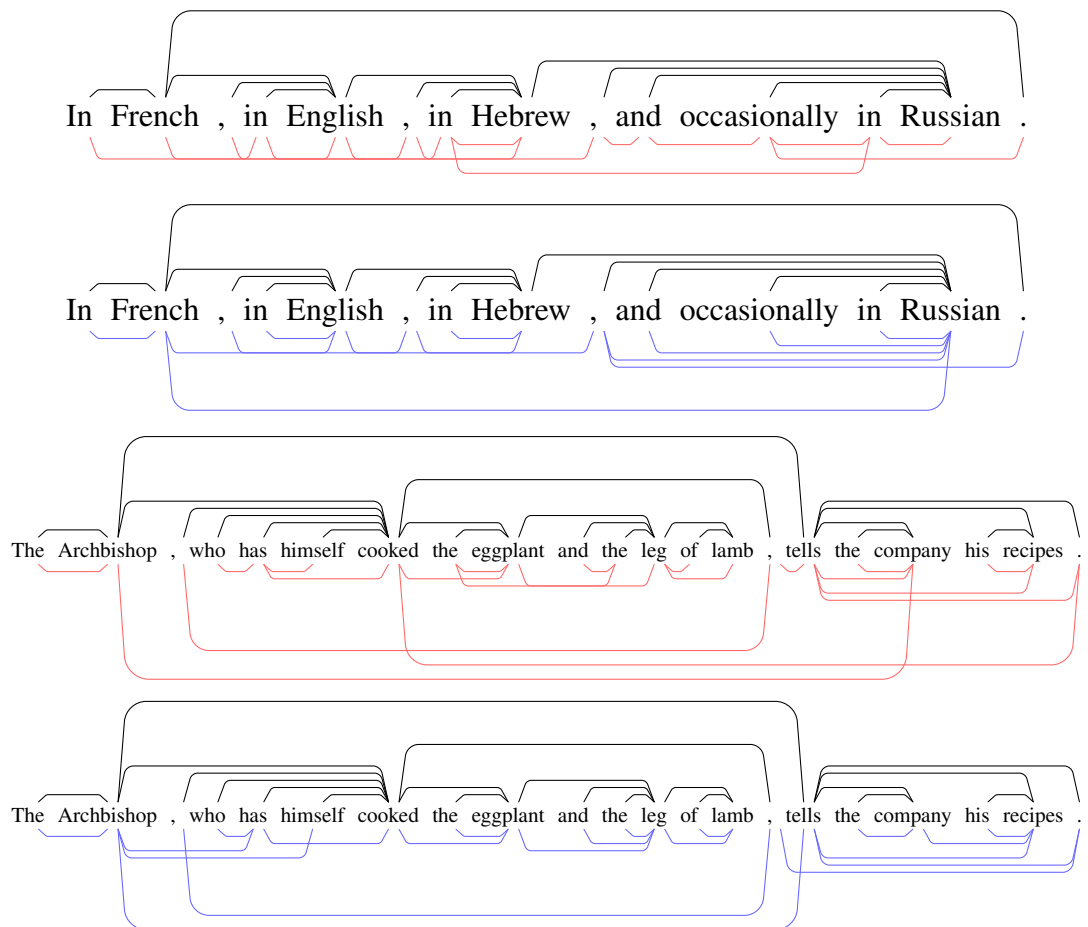 In French , in English , in Hebrew , and occasionally in Russian .
In French , in English , in Hebrew , and occasionally in Russian .
The Archbishop , who has himself cooked the eggplant and the leg of lamb , tells the company his recipes .
The Archbishop , who has himself cooked the eggplant and the leg of lamb , tells the company his recipes .